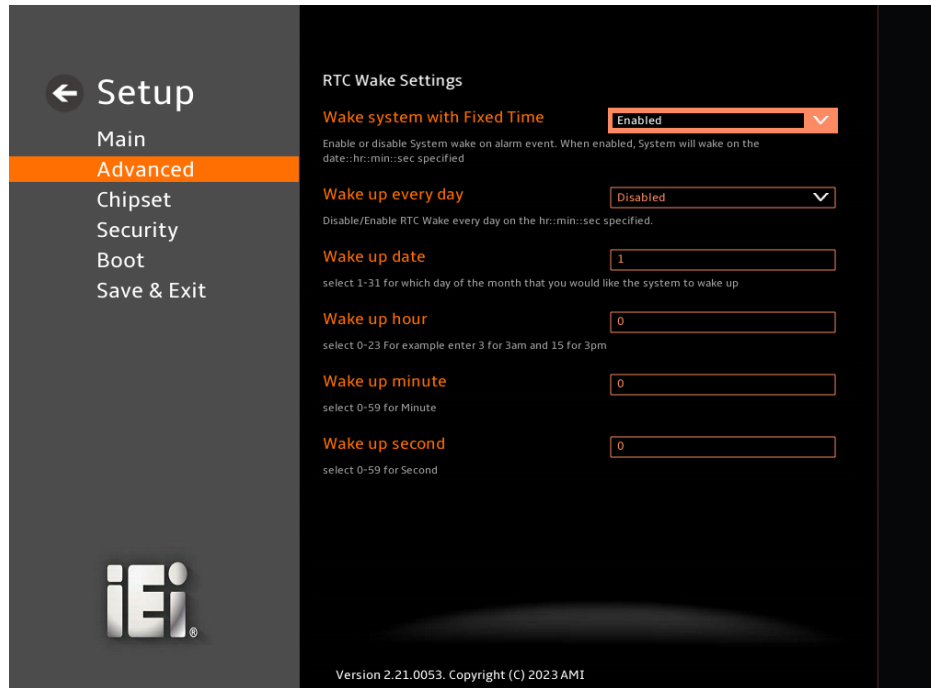 Setup
Main
Advanced
Chipset
Security
Boot
Save & Exit
RTC Wake Settings
Wake system with Fixed Time
Enabled
Enable or disable System wake on alarm event. When enabled, System will wake on the
date::hr::min::sec specified
Wake up every day
Disabled
Disable/Enable RTC Wake every day on the hr::min::sec specified.
Wake up date
1
select 1-31 for which day of the month that you would like the system to wake up
Wake up hour
0
select 0-23 For example enter 3 for 3am and 15 for 3pm
Wake up minute
0
select 0-59 for Minute
Wake up second
0
select 0-59 for Second
iEi®
Version 2.21.0053. Copyright (C) 2023 AMI